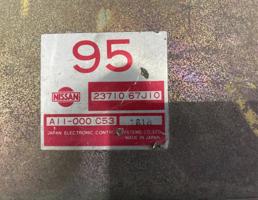 95
NISSAN
23710 67J10
A11-000 C53
JAPAN ELECTRONIC CONTROL SYSTEMS CO.,LTD.
MADE IN JAPAN